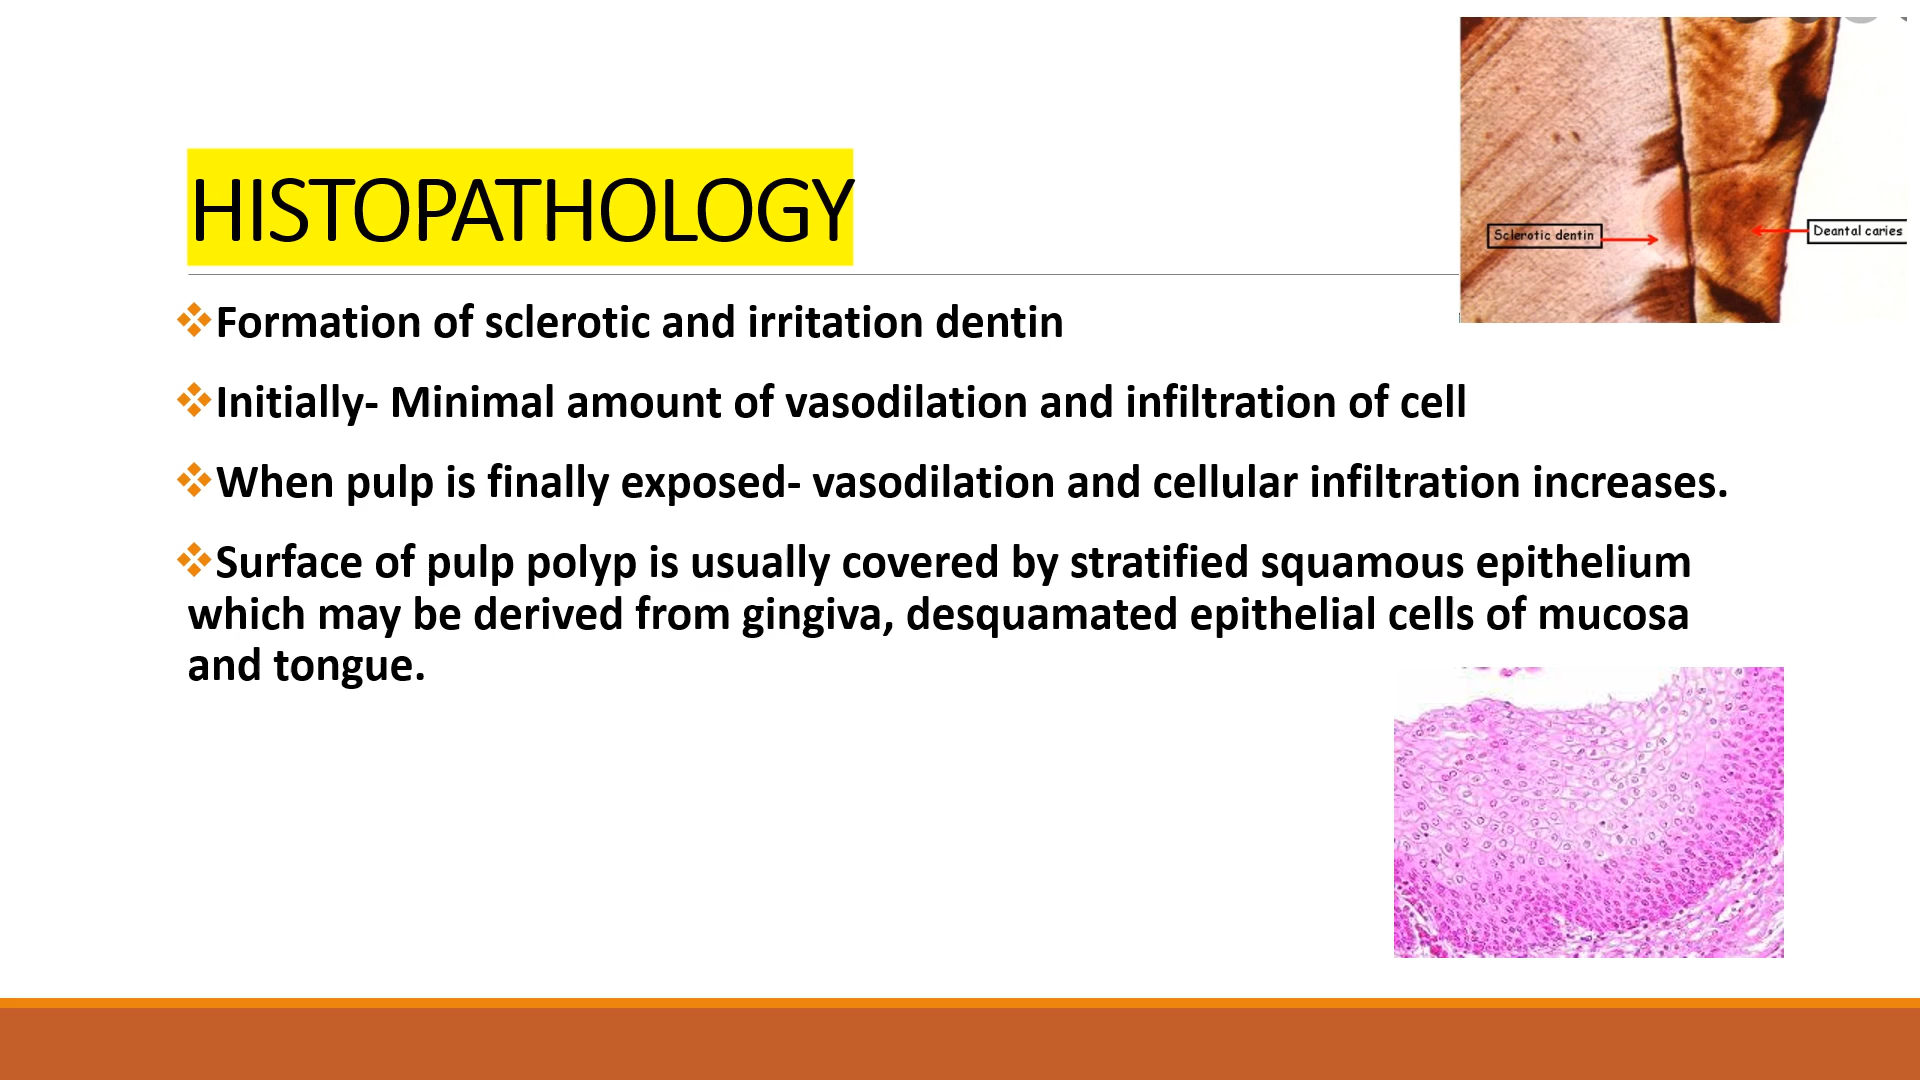 HISTOPATHOLOGY
Formation of sclerotic and irritation dentin
Initially- Minimal amount of vasodilation and infiltration of cell
When pulp is finally exposed- vasodilation and cellular infiltration increases.
Surface of pulp polyp is usually covered by stratified squamous epithelium
which may be derived from gingiva, desquamated epithelial cells of mucosa
and tongue.
Sclerotic dentin
Deantal caries